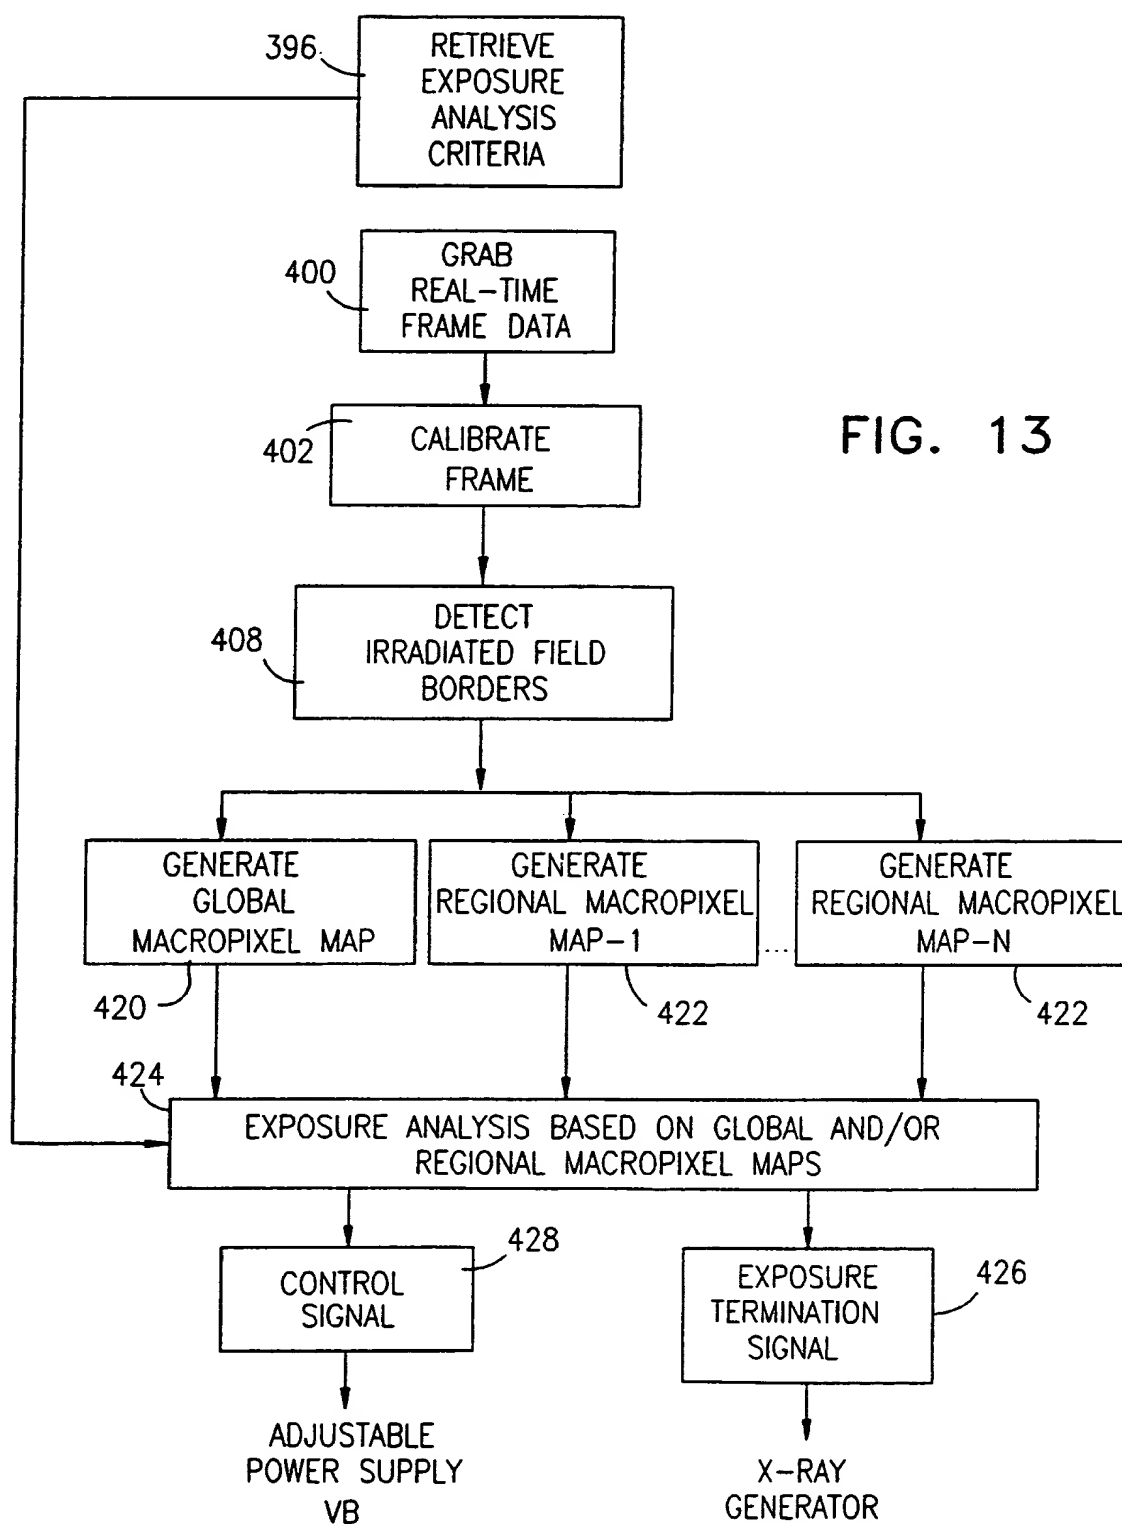 396
RETRIEVE
EXPOSURE
ANALYSIS
CRITERIA
400
GRAB
REAL-TIME
FRAME DATA
FIG. 13
402
CALIBRATE
FRAME
408
DETECT
IRRADIATED FIELD
BORDERS
GENERATE
GLOBAL
MACROPIXEL MAP
420
GENERATE
REGIONAL MACROPIXEL
MAP-1
422
.....
GENERATE
REGIONAL MACROPIXEL
MAP-N
422
424
EXPOSURE ANALYSIS BASED ON GLOBAL AND/OR
REGIONAL MACROPIXEL MAPS
428
CONTROL
SIGNAL
426
EXPOSURE
TERMINATION
SIGNAL
ADJUSTABLE
POWER SUPPLY
VB
X-RAY
GENERATOR